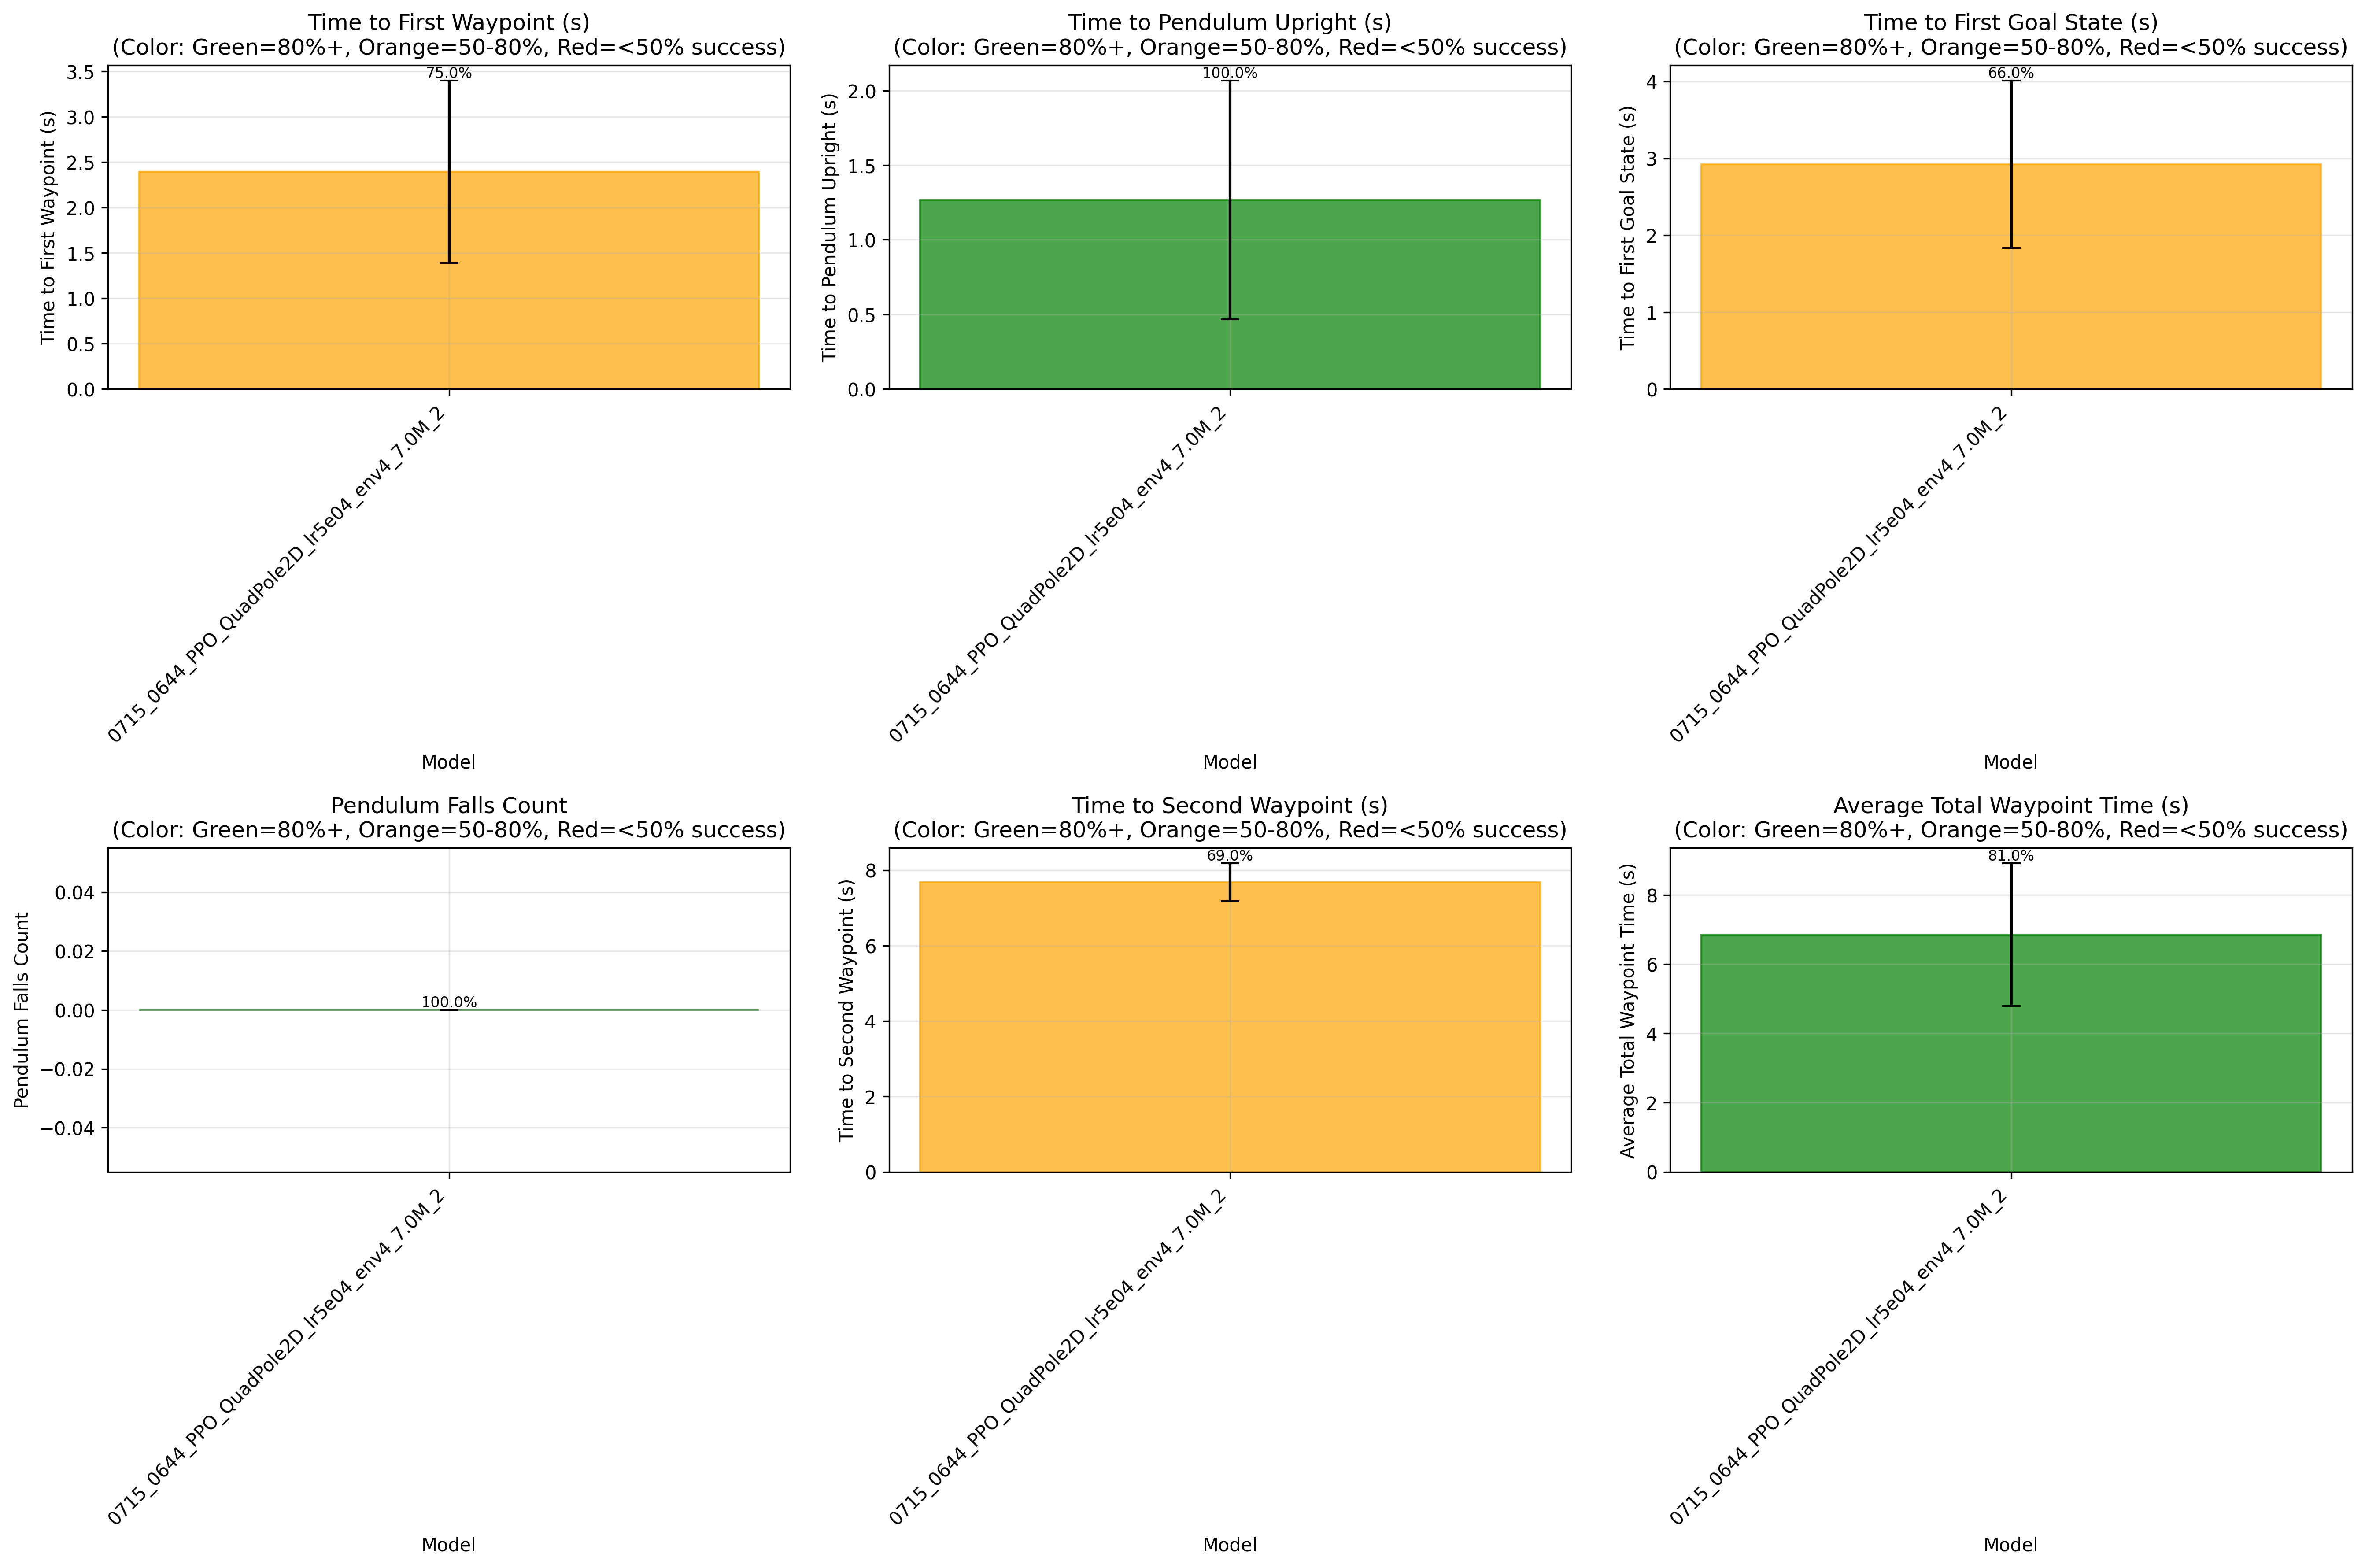 Time to First Waypoint (s)
(Color: Green=80%+, Orange=50-80%, Red=<50% success)
75.0%
Time to First Waypoint (s)
3.5
3.0
2.5
2.0
1.5
1.0
0.5
0.0
0715_0644_PPO_QuadPole2D_lr5e04_env4_7.0M_2
Model
Time to Pendulum Upright (s)
(Color: Green=80%+, Orange=50-80%, Red=<50% success)
100.0%
Time to Pendulum Upright (s)
2.0
1.5
1.0
0.5
0.0
0715_0644_PPO_QuadPole2D_lr5e04_env4_7.0M_2
Model
Time to First Goal State (s)
(Color: Green=80%+, Orange=50-80%, Red=<50% success)
66.0%
Time to First Goal State (s)
4
3
2
1
0
0715_0644_PPO_QuadPole2D_lr5e04_env4_7.0M_2
Model
Pendulum Falls Count
(Color: Green=80%+, Orange=50-80%, Red=<50% success)
100.0%
Pendulum Falls Count
0.04
0.02
0.00
−0.02
−0.04
0715_0644_PPO_QuadPole2D_lr5e04_env4_7.0M_2
Model
Time to Second Waypoint (s)
(Color: Green=80%+, Orange=50-80%, Red=<50% success)
69.0%
Time to Second Waypoint (s)
8
6
4
2
0
0715_0644_PPO_QuadPole2D_lr5e04_env4_7.0M_2
Model
Average Total Waypoint Time (s)
(Color: Green=80%+, Orange=50-80%, Red=<50% success)
81.0%
Average Total Waypoint Time (s)
8
6
4
2
0
0715_0644_PPO_QuadPole2D_lr5e04_env4_7.0M_2
Model